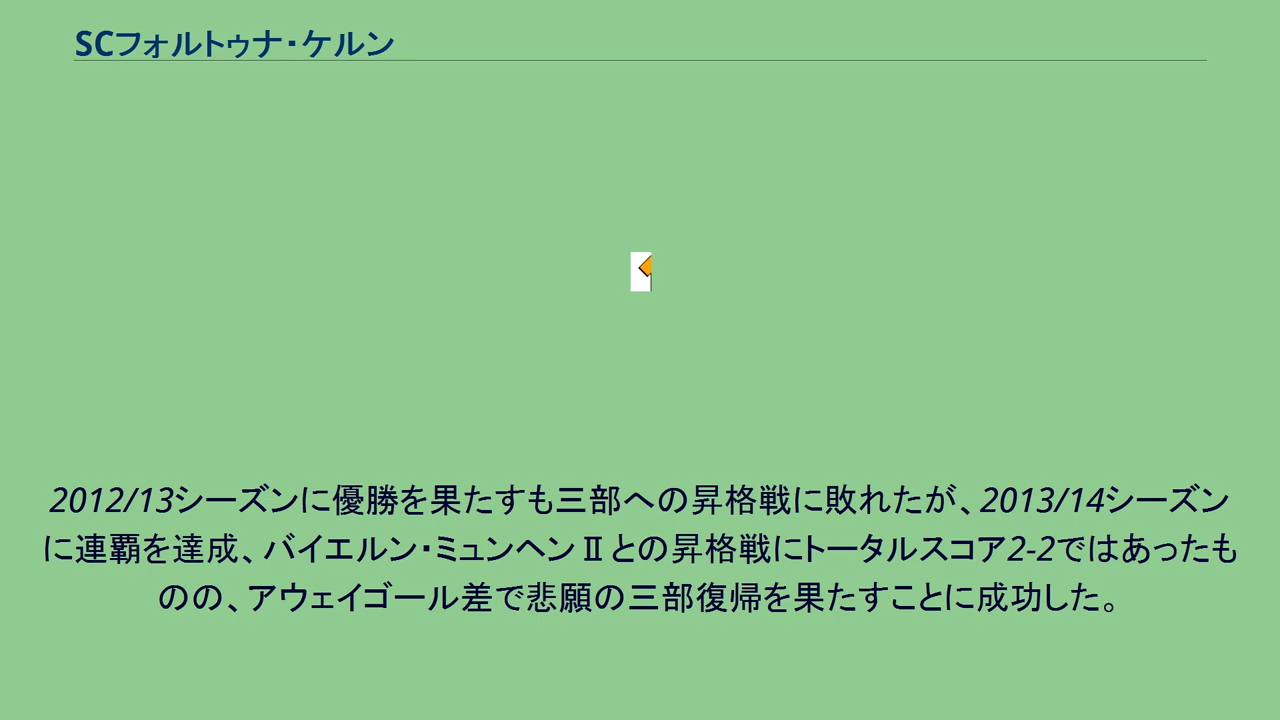 SCフォルトゥナ・ケルン
2012/13シーズンに優勝を果たすも三部への昇格戦に敗れたが、2013/14シーズン
に連覇を達成、バイエルン・ミュンヘンⅡとの昇格戦にトータルスコア2-2ではあったも
のの、アウェイゴール差で悲願の三部復帰を果たすことに成功した。